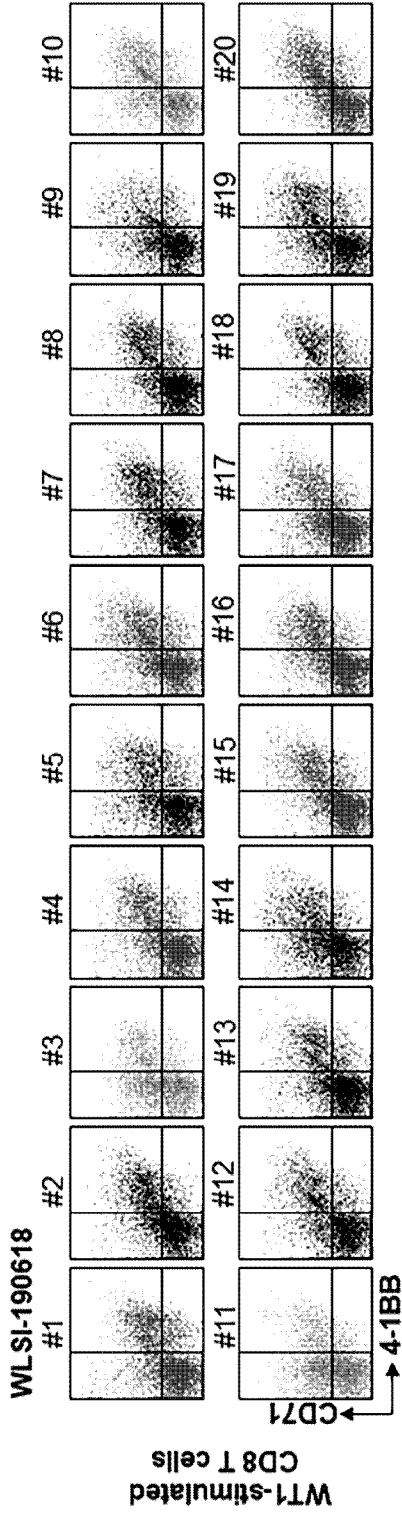 WLSI-190618
#1 #2 #3 #4 #5 #6 #7 #8 #9 #10
#11 #12 #13 #14 #15 #16 #17 #18 #19 #20
WT1-stimulated
CD8 T cells
CD71
4-1BB